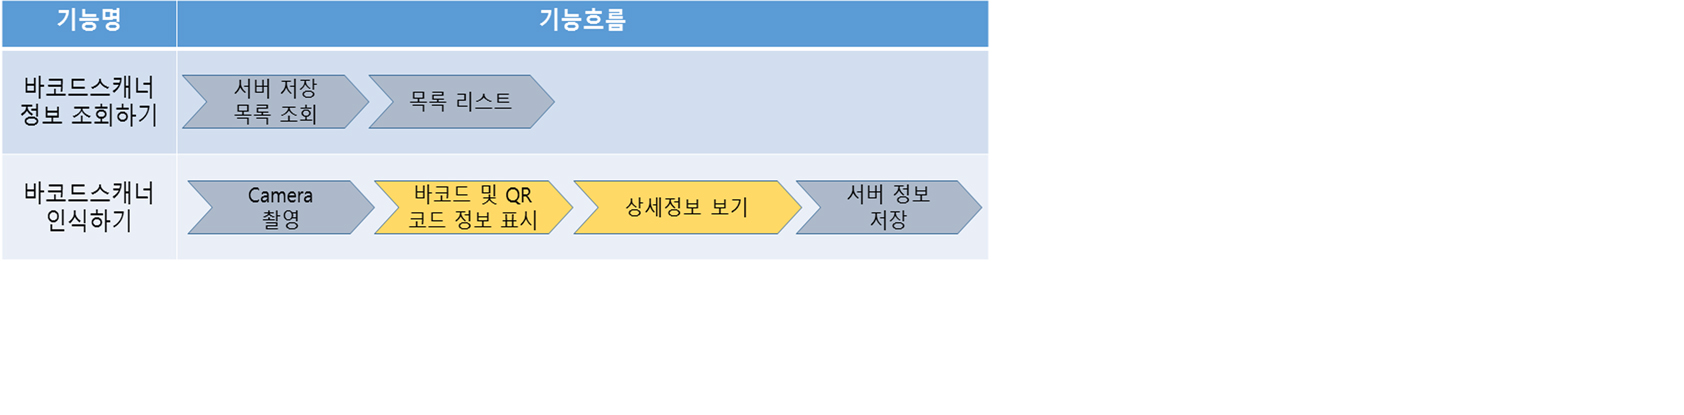 기능명
기능흐름
바코드스캐너
정보 조회하기
서버 저장
목록 조회
목록 리스트
바코드스캐너
인식하기
Camera
촬영
바코드 및 QR
코드 정보 표시
상세정보 보기
서버 정보
저장